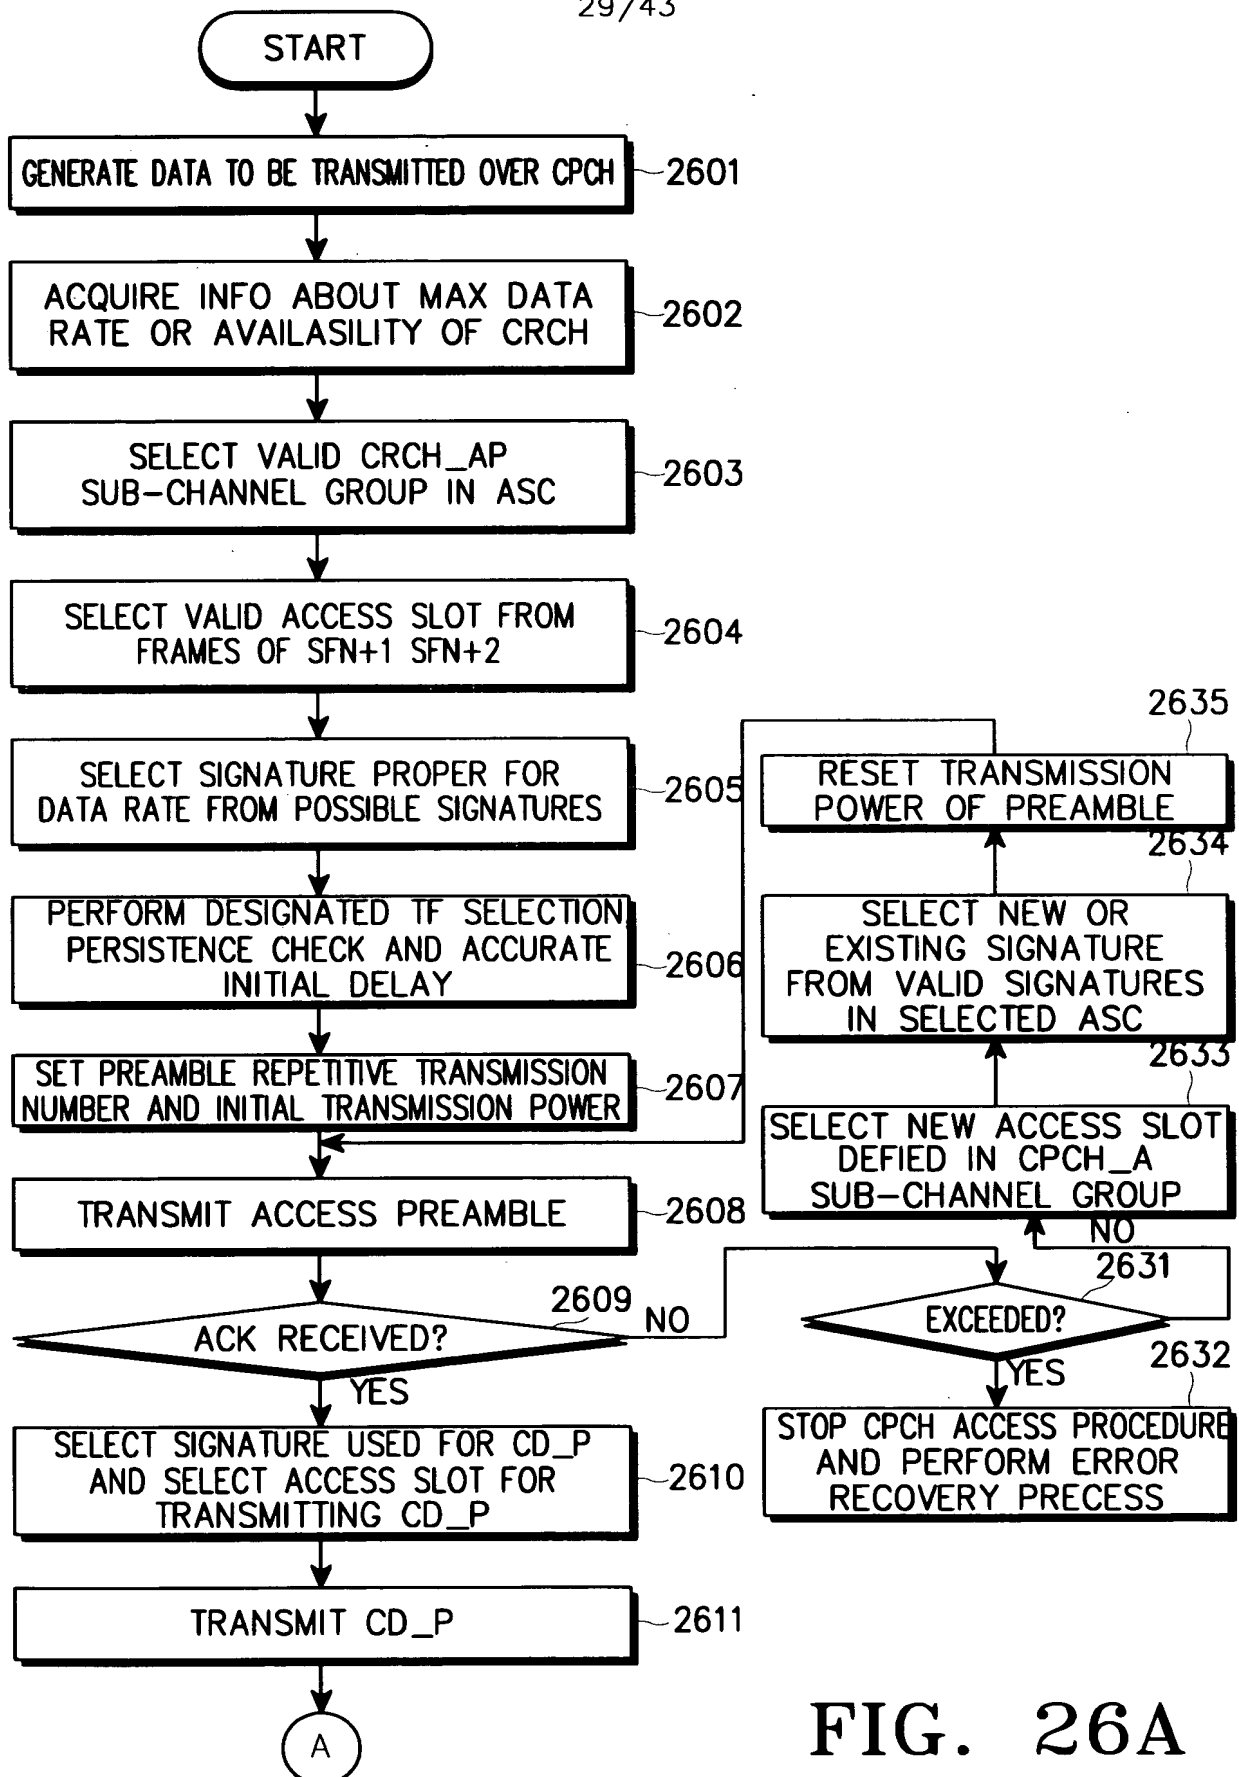 29/43
START
GENERATE DATA TO BE TRANSMITTED OVER CPCH
2601
ACQUIRE INFO ABOUT MAX DATA
RATE OR AVAILASILITY OF CRCH
2602
SELECT VALID CRCH_AP
SUB-CHANNEL GROUP IN ASC
2603
SELECT VALID ACCESS SLOT FROM
FRAMES OF SFN+1 SFN+2
2604
SELECT SIGNATURE PROPER FOR
DATA RATE FROM POSSIBLE SIGNATURES
2605
PERFORM DESIGNATED TF SELECTION,
PERSISTENCE CHECK AND ACCURATE
INITIAL DELAY
2606
SET PREAMBLE REPETITIVE TRANSMISSION
NUMBER AND INITIAL TRANSMISSION POWER
2607
TRANSMIT ACCESS PREAMBLE
2608
ACK RECEIVED?
2609
NO
YES
SELECT SIGNATURE USED FOR CD_P
AND SELECT ACCESS SLOT FOR
TRANSMITTING CD_P
2610
TRANSMIT CD_P
2611
A
2635
RESET TRANSMISSION
POWER OF PREAMBLE
2634
SELECT NEW OR
EXISTING SIGNATURE
FROM VALID SIGNATURES
IN SELECTED ASC
2633
SELECT NEW ACCESS SLOT
DEFIED IN CPCH_A
SUB-CHANNEL GROUP
NO
2631
EXCEEDED?
YES
2632
STOP CPCH ACCESS PROCEDURE
AND PERFORM ERROR
RECOVERY PRECESS
FIG. 26A